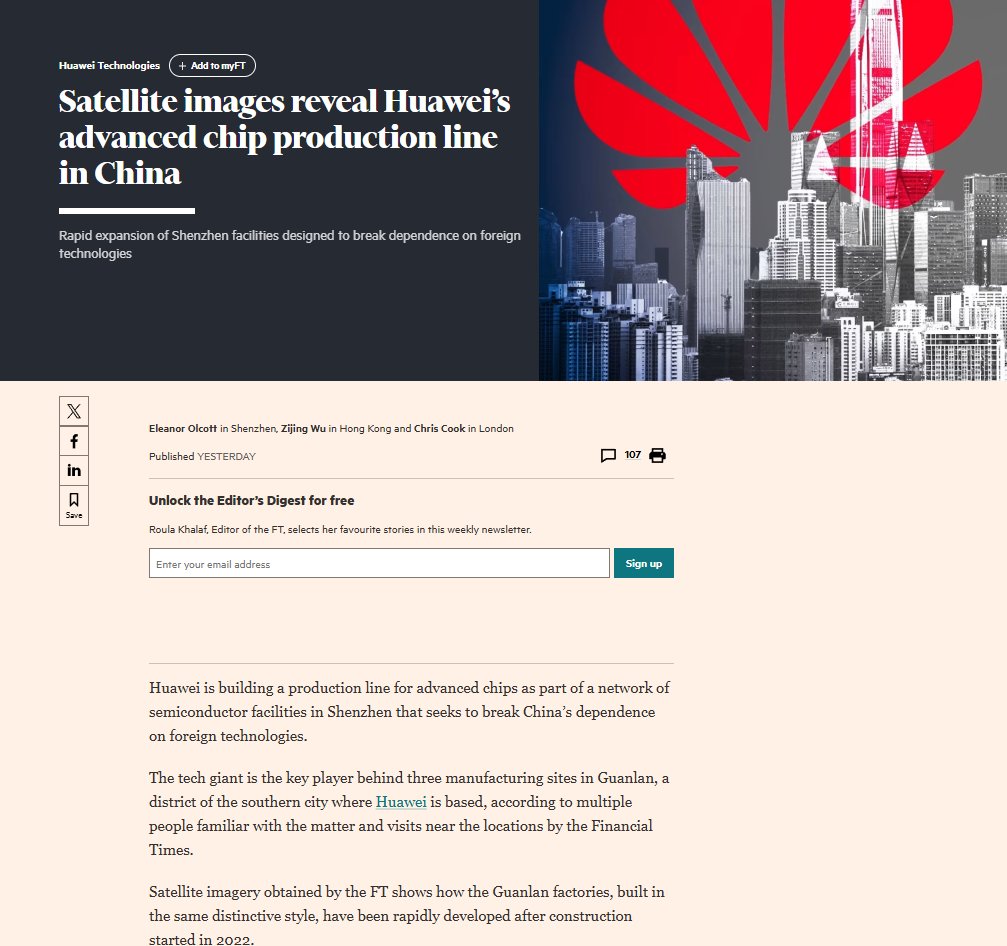 Huawei Technologies + Add to myFT
Satellite images reveal Huawei’s
advanced chip production line
in China
Rapid expansion of Shenzhen facilities designed to break dependence on foreign
technologies
Eleanor Olcott in Shenzhen, Zijing Wu in Hong Kong and Chris Cook in London
Published YESTERDAY
107
Save
Unlock the Editor’s Digest for free
Roula Khalaf, Editor of the FT, selects her favourite stories in this weekly newsletter.
Enter your email address
Sign up
Huawei is building a production line for advanced chips as part of a network of
semiconductor facilities in Shenzhen that seeks to break China’s dependence
on foreign technologies.
The tech giant is the key player behind three manufacturing sites in Guanlan, a
district of the southern city where Huawei is based, according to multiple
people familiar with the matter and visits near the locations by the Financial
Times.
Satellite imagery obtained by the FT shows how the Guanlan factories, built in
the same distinctive style, have been rapidly developed after construction
started in 2022.